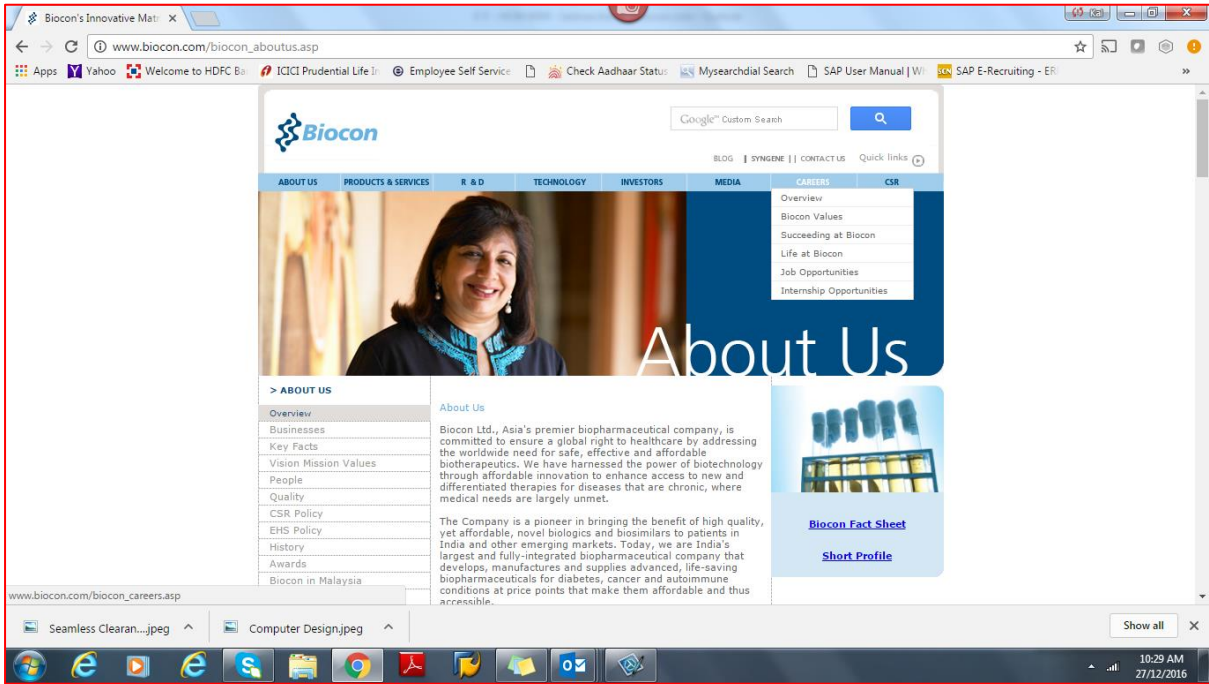 Biocon's Innovative Matr
Kal
www.biocon.com/biocon_aboutus.asp
Apps Yahoo Welcome to HDFC Ba ICICI Prudential Life In Employee Self Service Check Aadhaar Status Mysearchdial Search SAP User Manual | Wh SCN SAP E-Recruiting - ER
Biocon
Google™ Custom Search
BLOG | SYNGENE || CONTACT US Quick links
ABOUT US PRODUCTS & SERVICES R & D TECHNOLOGY INVESTORS MEDIA CAREERS CSR
Overview
Biocon Values
Succeeding at Biocon
Life at Biocon
Job Opportunities
Internship Opportunities
About Us
> ABOUT US
Overview
Businesses
Key Facts
Vision Mission Values
People
Quality
CSR Policy
EHS Policy
History
Awards
Biocon in Malaysia
About Us
Biocon Ltd., Asia's premier biopharmaceutical company, is
committed to ensure a global right to healthcare by addressing
the worldwide need for safe, effective and affordable
biotherapeutics. We have harnessed the power of biotechnology
through affordable innovation to enhance access to new and
differentiated therapies for diseases that are chronic, where
medical needs are largely unmet.
The Company is a pioneer in bringing the benefit of high quality,
yet affordable, novel biologics and biosimilars to patients in
India and other emerging markets. Today, we are India's
largest and fully-integrated biopharmaceutical company that
develops, manufactures and supplies advanced, life-saving
biopharmaceuticals for diabetes, cancer and autoimmune
conditions at price points that make them affordable and thus
accessible.
Biocon Fact Sheet
Short Profile
www.biocon.com/biocon_careers.asp
Seamless Clearan....jpeg Computer Design.jpeg Show all
10:29 AM
27/12/2016